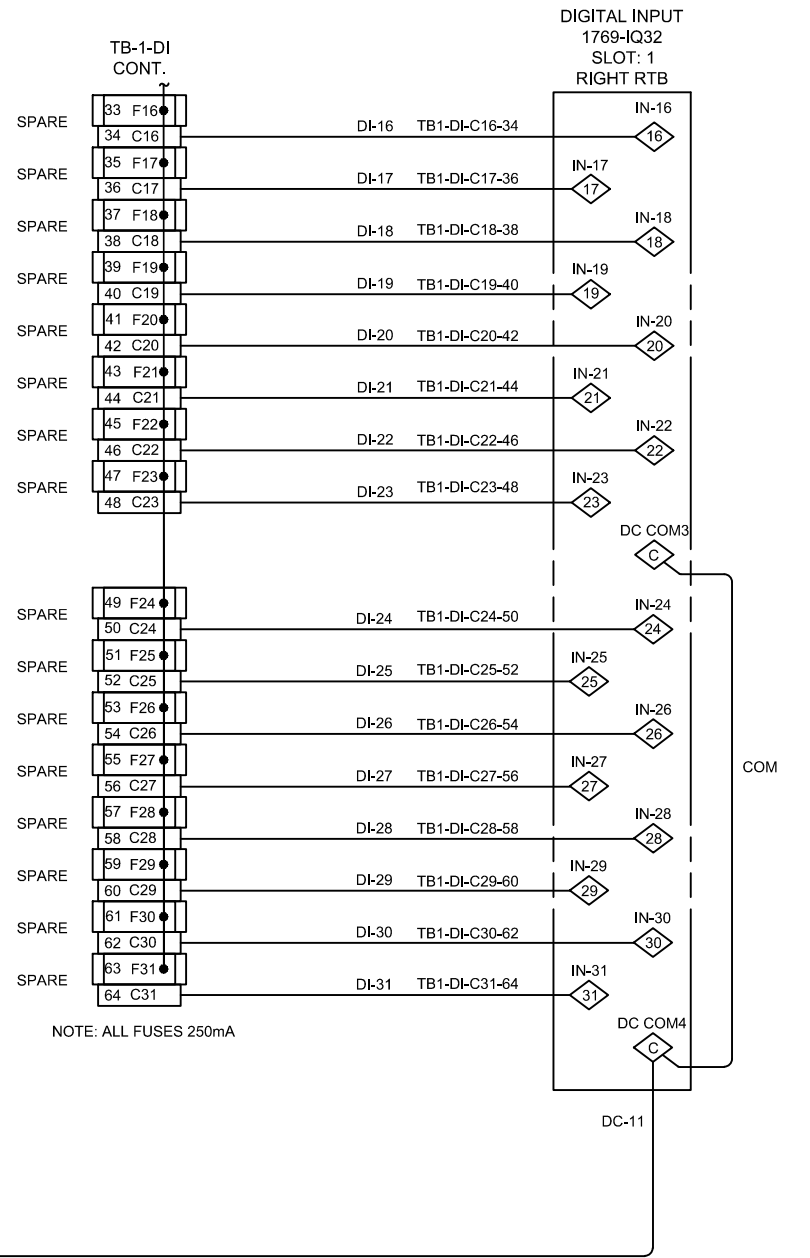 DIGITAL INPUT
1769-IQ32
SLOT: 1
RIGHT RTB
TB-1-DI
CONT.
33 F16
IN-16
SPARE
DI-16 TB1-DI-C16-34
34 C16
16
35 F17
IN-17
SPARE
DI-17 TB1-DI-C17-36
36 C17
17
37 F18
IN-18
SPARE
DI-18 TB1-DI-C18-38
38 C18
18
39 F19
IN-19
SPARE
DI-19 TB1-DI-C19-40
40 C19
19
41 F20
IN-20
SPARE
DI-20 TB1-DI-C20-42
42 C20
20
43 F21
IN-21
SPARE
DI-21 TB1-DI-C21-44
44 C21
21
45 F22
IN-22
SPARE
DI-22 TB1-DI-C22-46
46 C22
22
47 F23
IN-23
SPARE
DI-23 TB1-DI-C23-48
48 C23
23
DC COM3
C
49 F24
IN-24
SPARE
DI-24 TB1-DI-C24-50
50 C24
24
51 F25
IN-25
SPARE
DI-25 TB1-DI-C25-52
52 C25
25
53 F26
IN-26
SPARE
DI-26 TB1-DI-C26-54
54 C26
26
55 F27
IN-27
SPARE
DI-27 TB1-DI-C27-56
COM
56 C27
27
57 F28
IN-28
SPARE
DI-28 TB1-DI-C28-58
58 C28
28
59 F29
IN-29
SPARE
DI-29 TB1-DI-C29-60
60 C29
29
61 F30
IN-30
SPARE
DI-30 TB1-DI-C30-62
62 C30
30
63 F31
IN-31
SPARE
DI-31 TB1-DI-C31-64
64 C31
31
NOTE: ALL FUSES 250mA
DC COM4
C
DC-11